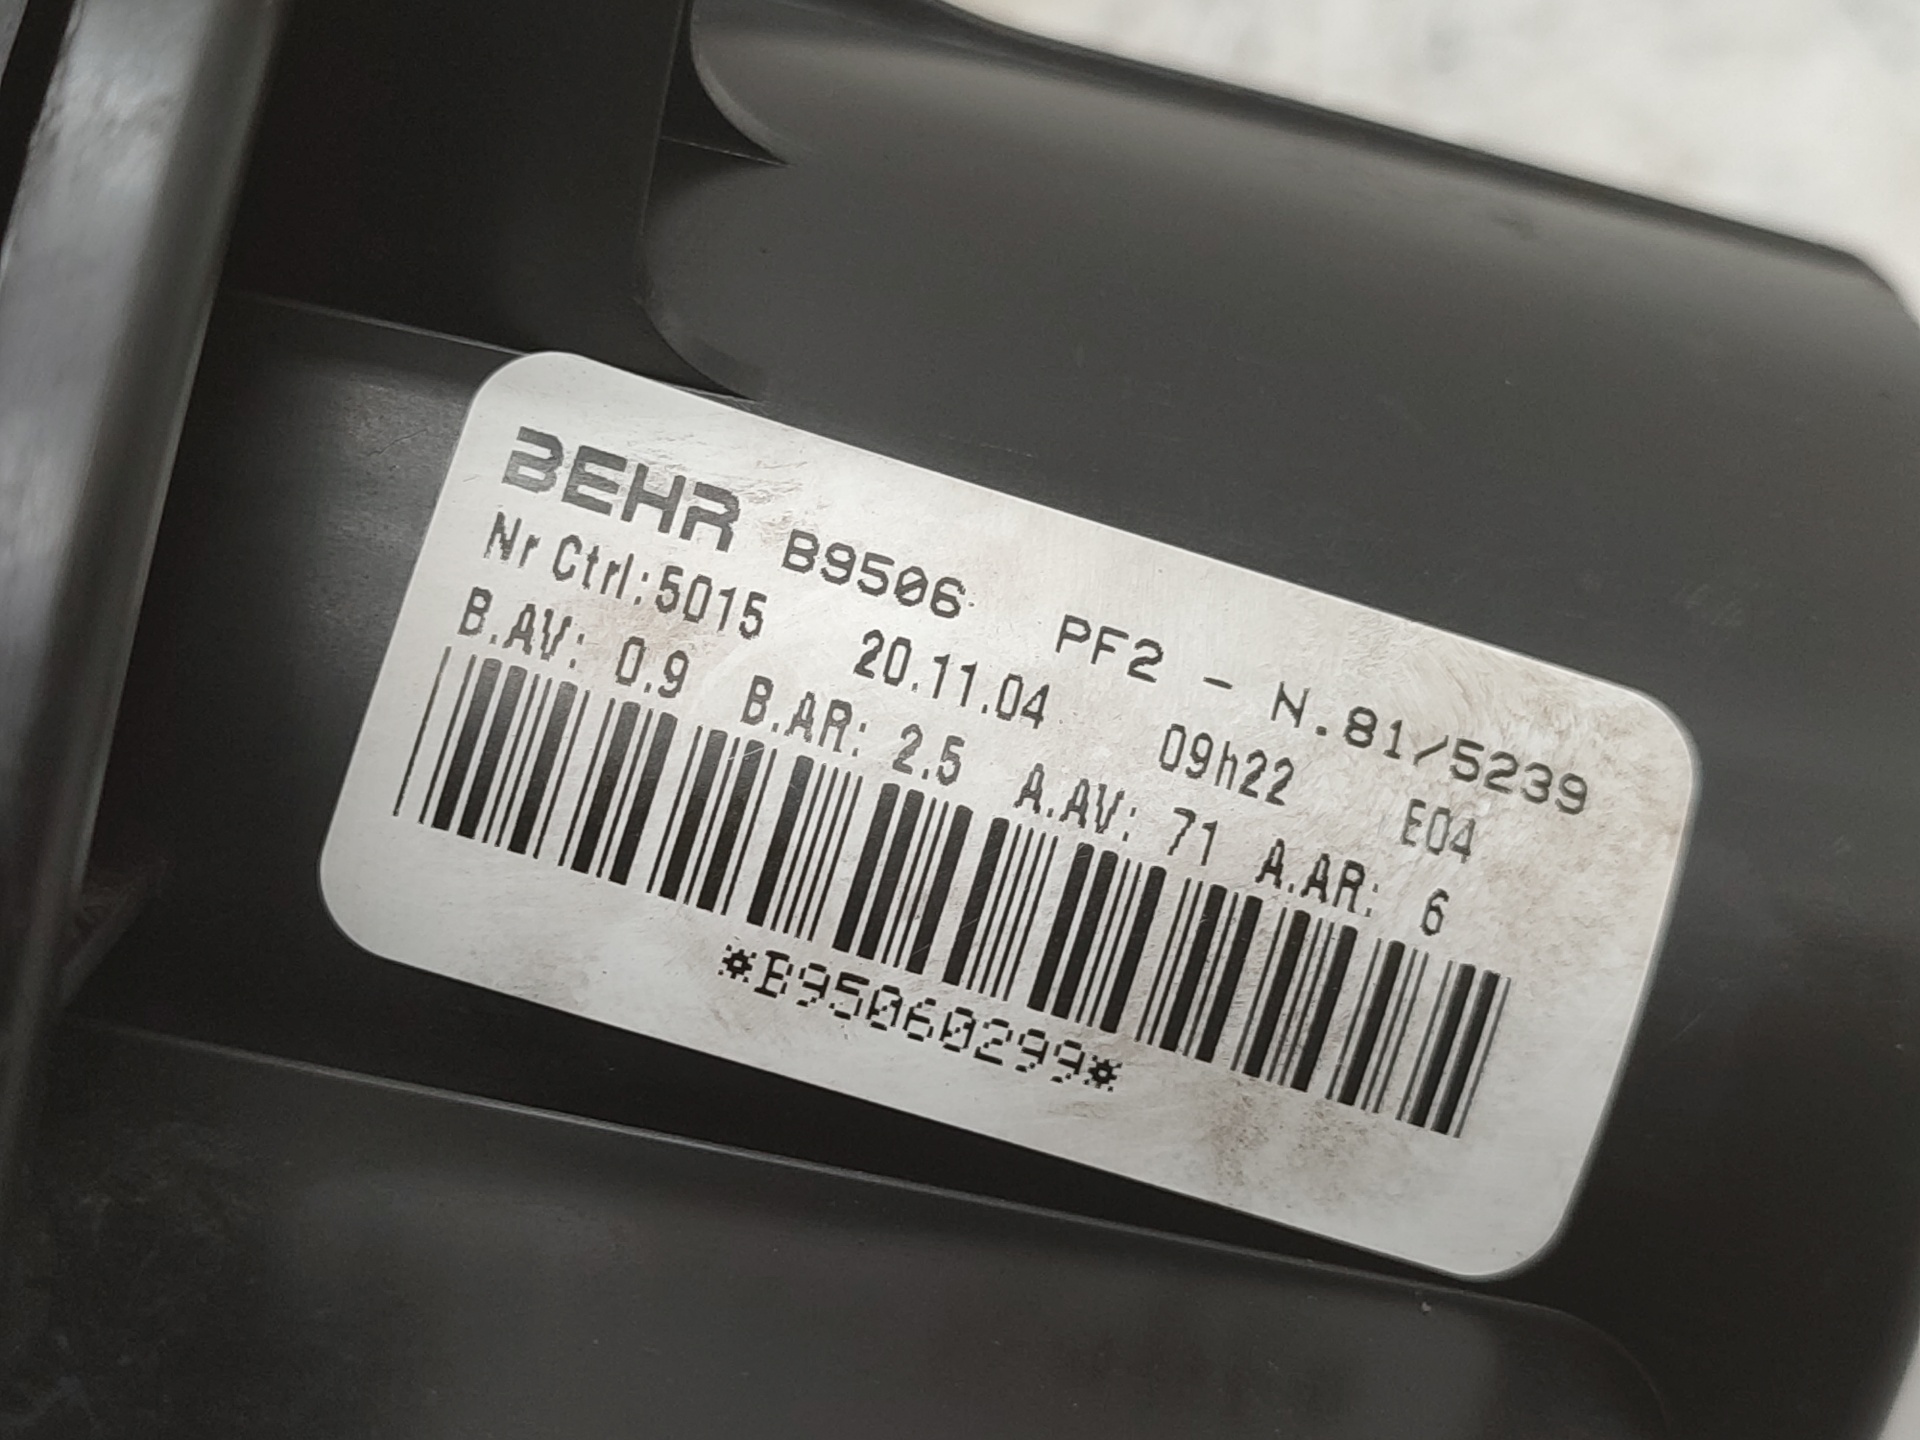 BEHR B9506 PF2 - N.81/5239
Nr Ctrl:5015 20.11.04 09h22 E04
B.AV: 0.9 B.AR: 2.5 A.AV: 71 A.AR: 6
*B95060299*